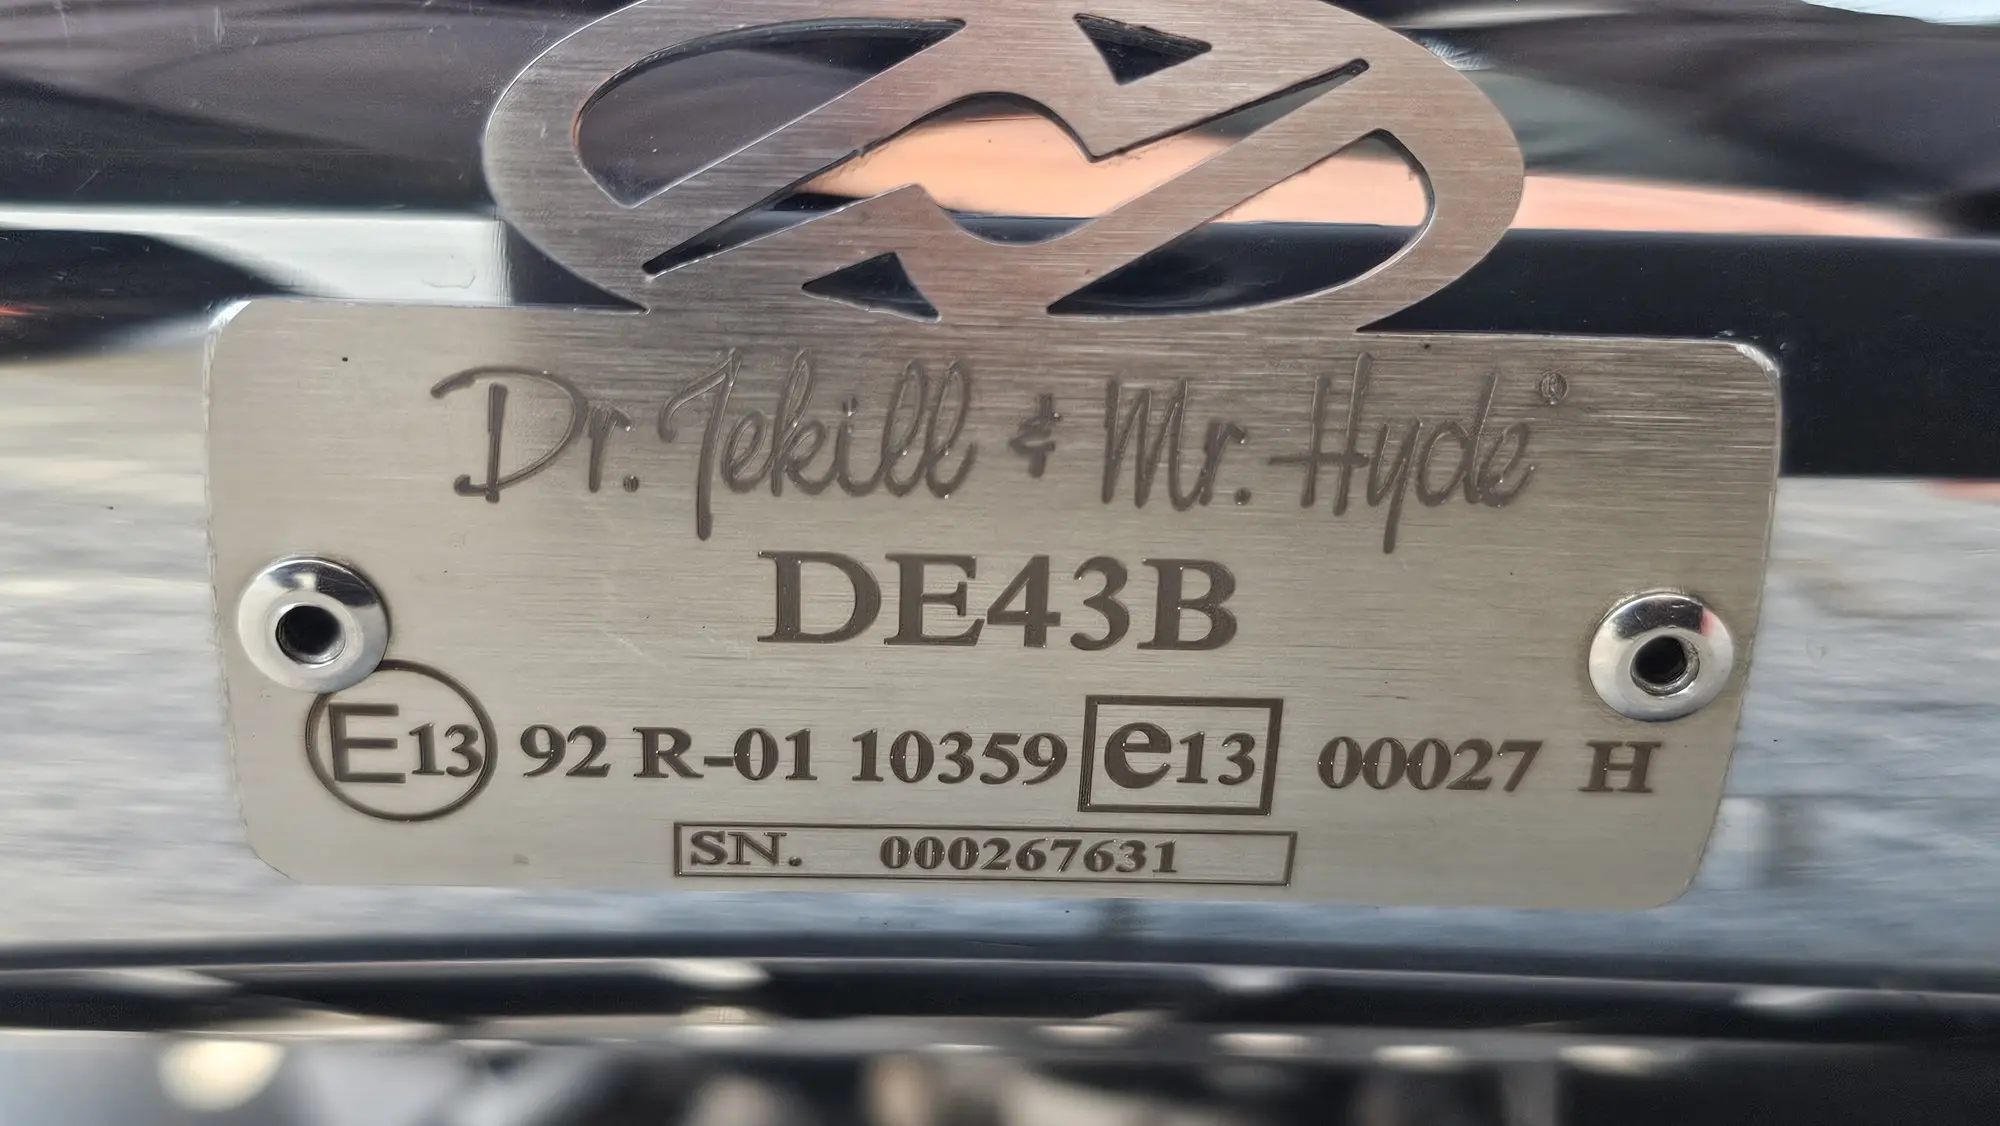 Dr. Jekill & Mr. Hyde®
DE43B
E13 92 R-01 10359 e13 00027 H
SN. 000267631